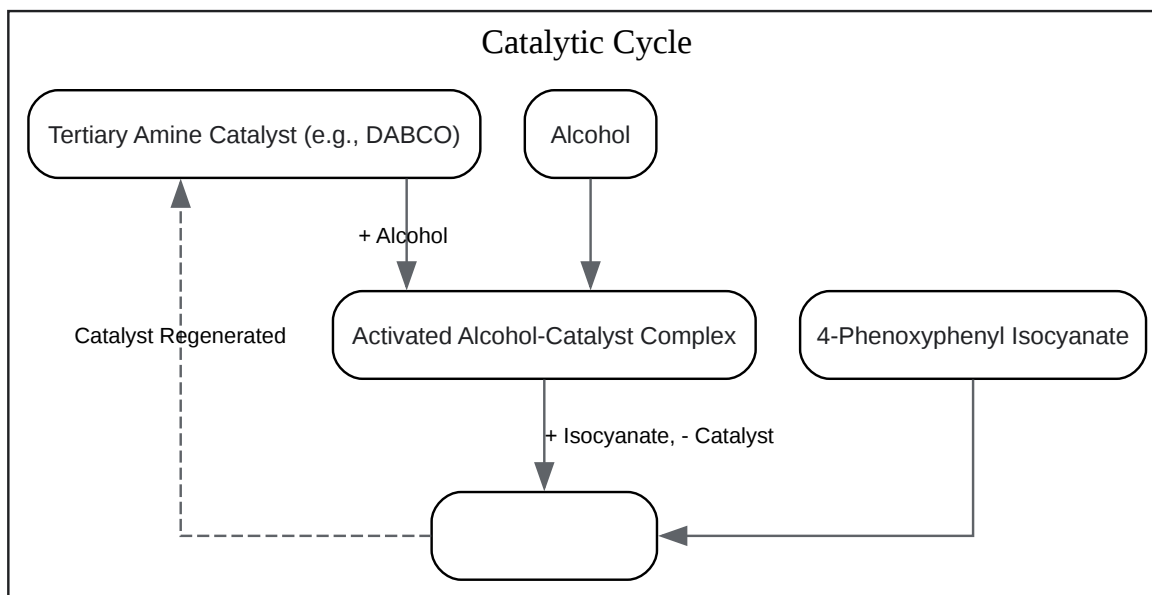 Catalytic Cycle
Tertiary Amine Catalyst (e.g., DABCO)
Alcohol
+ Alcohol
Catalyst Regenerated
Activated Alcohol-Catalyst Complex
4-Phenoxyphenyl Isocyanate
+ Isocyanate, - Catalyst